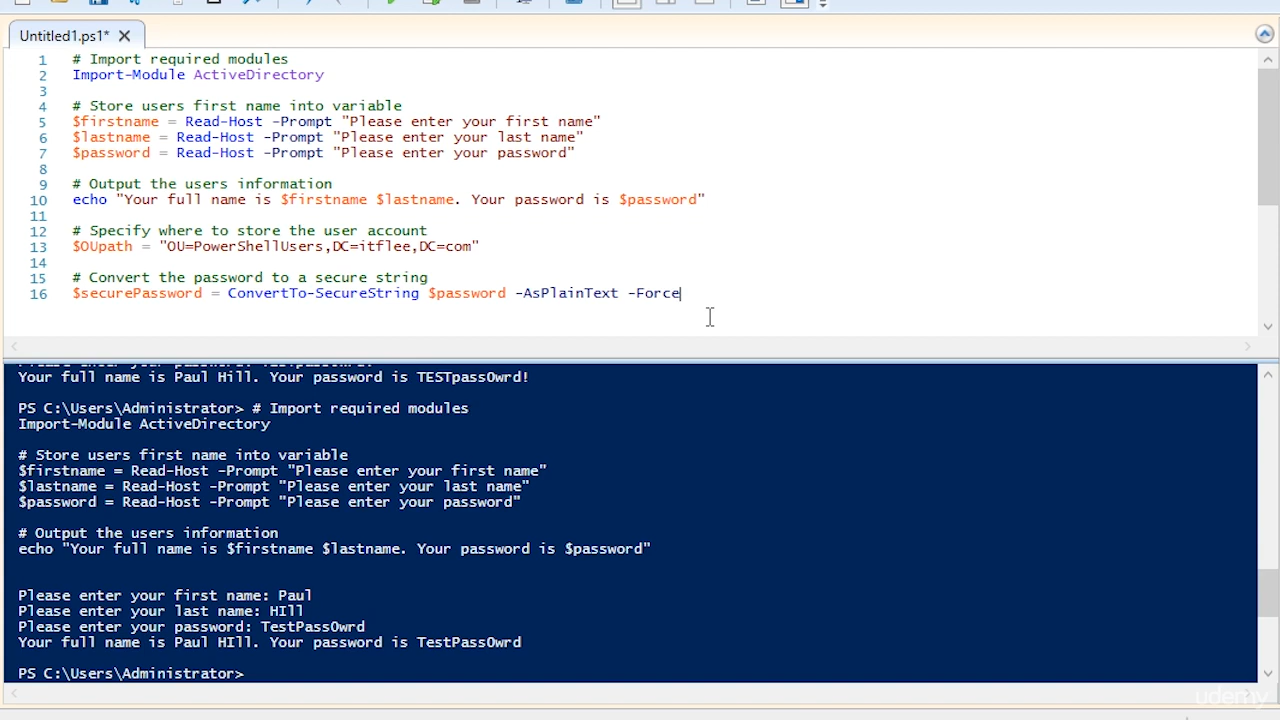 Untitled1.ps1*
1 # Import required modules
2 Import-Module ActiveDirectory
3
4 # Store users first name into variable
5 $firstname = Read-Host -Prompt "Please enter your first name"
6 $lastname = Read-Host -Prompt "Please enter your last name"
7 $password = Read-Host -Prompt "Please enter your password"
8
9 # Output the users information
10 echo "Your full name is $firstname $lastname. Your password is $password"
11
12 # Specify where to store the user account
13 $OUpath = "OU=PowerShellUsers,DC=itflee,DC=com"
14
15 # Convert the password to a secure string
16 $securePassword = ConvertTo-SecureString $password -AsPlainText -Force
Your full name is Paul Hill. Your password is TESTpass0wrd!
PS C:\Users\Administrator> # Import required modules
Import-Module ActiveDirectory
# Store users first name into variable
$firstname = Read-Host -Prompt "Please enter your first name"
$lastname = Read-Host -Prompt "Please enter your last name"
$password = Read-Host -Prompt "Please enter your password"
# Output the users information
echo "Your full name is $firstname $lastname. Your password is $password"
Please enter your first name: Paul
Please enter your last name: HIll
Please enter your password: TestPass0wrd
Your full name is Paul HIll. Your password is TestPass0wrd
PS C:\Users\Administrator>
udemy